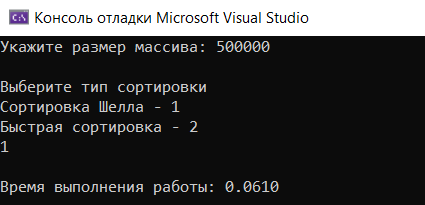 Консоль отладки Microsoft Visual Studio
Укажите размер массива: 500000
Выберите тип сортировки
Сортировка Шелла - 1
Быстрая сортировка - 2
1
Время выполнения работы: 0.0610